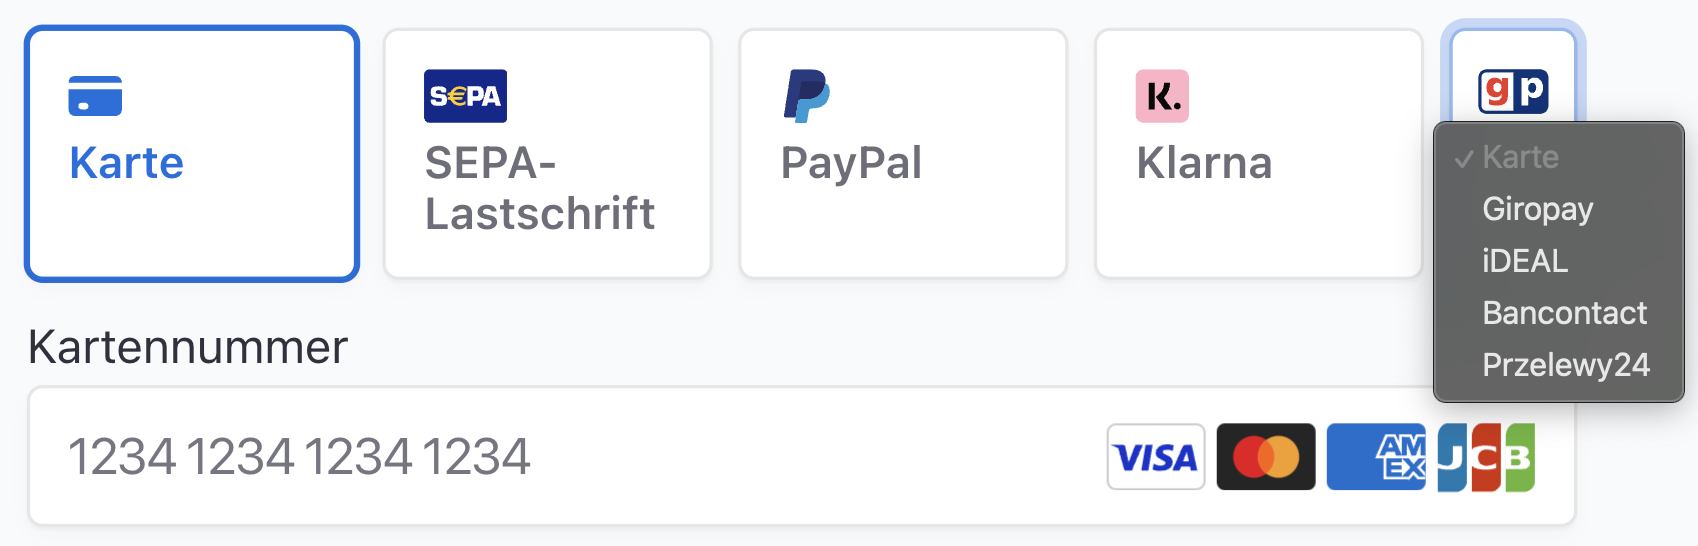 Karte
SEPA-
Lastschrift
PayPal
Klarna
gp
✓ Karte
Giropay
iDEAL
Bancontact
Przelewy24
Kartennummer
1234 1234 1234 1234
S€PA
K.
VISA
AM
EX
JCB